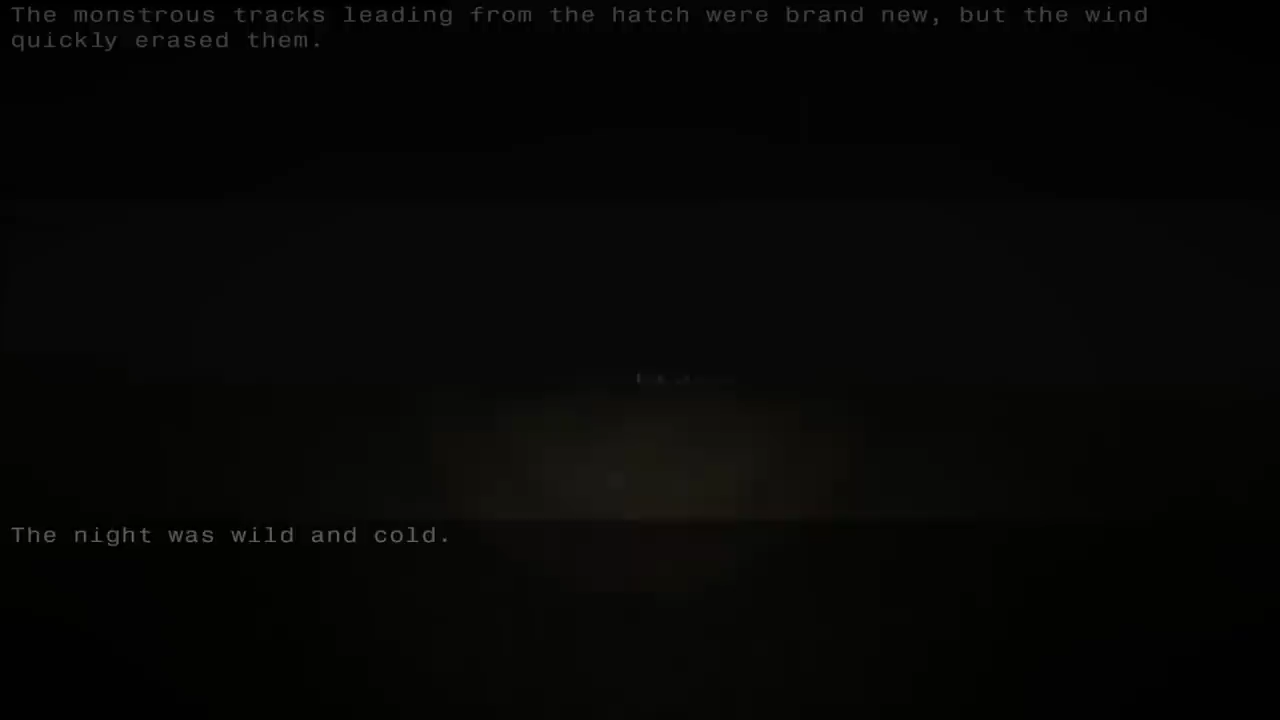 The monstrous tracks leading from the hatch were brand new, but the wind
quickly erased them.
The night was wild and cold.